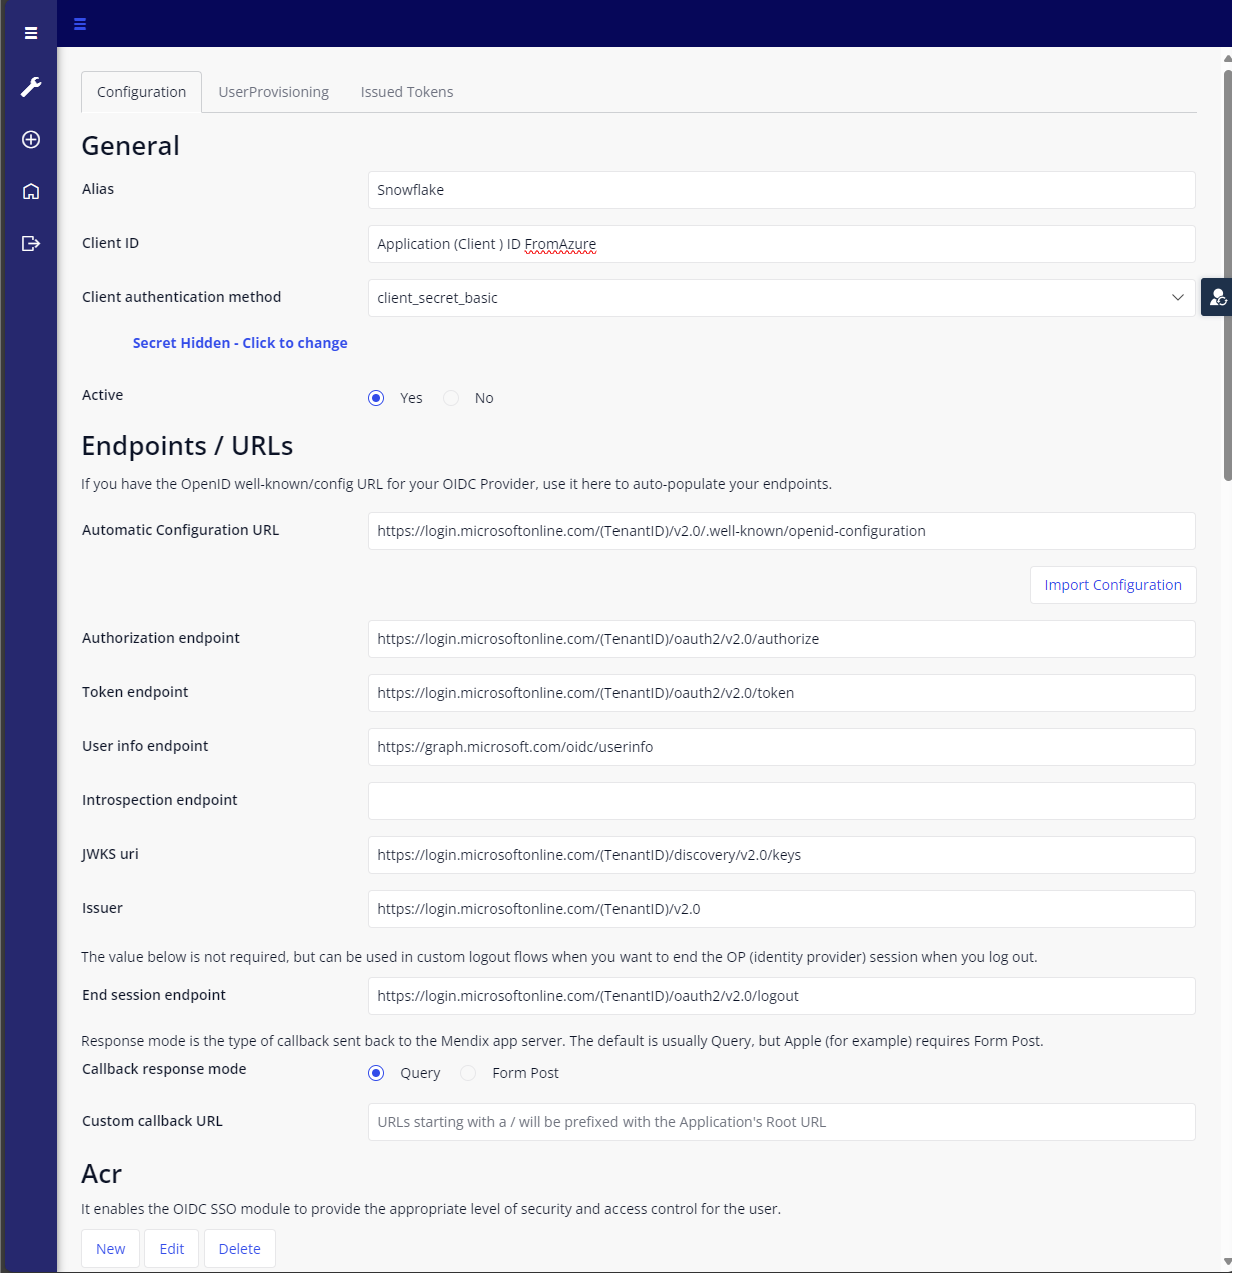 Configuration
UserProvisioning
Issued Tokens
General
Alias
Snowflake
Client ID
Application (Client ) ID FromAzure
Client authentication method
client_secret_basic
Secret Hidden - Click to change
Active
Yes
No
Endpoints / URLs
If you have the OpenID well-known/config URL for your OIDC Provider, use it here to auto-populate your endpoints.
Automatic Configuration URL
https://login.microsoftonline.com/(TenantID)/v2.0/.well-known/openid-configuration
Import Configuration
Authorization endpoint
https://login.microsoftonline.com/(TenantID)/oauth2/v2.0/authorize
Token endpoint
https://login.microsoftonline.com/(TenantID)/oauth2/v2.0/token
User info endpoint
https://graph.microsoft.com/oidc/userinfo
Introspection endpoint
JWKS uri
https://login.microsoftonline.com/(TenantID)/discovery/v2.0/keys
Issuer
https://login.microsoftonline.com/(TenantID)/v2.0
The value below is not required, but can be used in custom logout flows when you want to end the OP (identity provider) session when you log out.
End session endpoint
https://login.microsoftonline.com/(TenantID)/oauth2/v2.0/logout
Response mode is the type of callback sent back to the Mendix app server. The default is usually Query, but Apple (for example) requires Form Post.
Callback response mode
Query
Form Post
Custom callback URL
URLs starting with a / will be prefixed with the Application's Root URL
Acr
It enables the OIDC SSO module to provide the appropriate level of security and access control for the user.
New
Edit
Delete